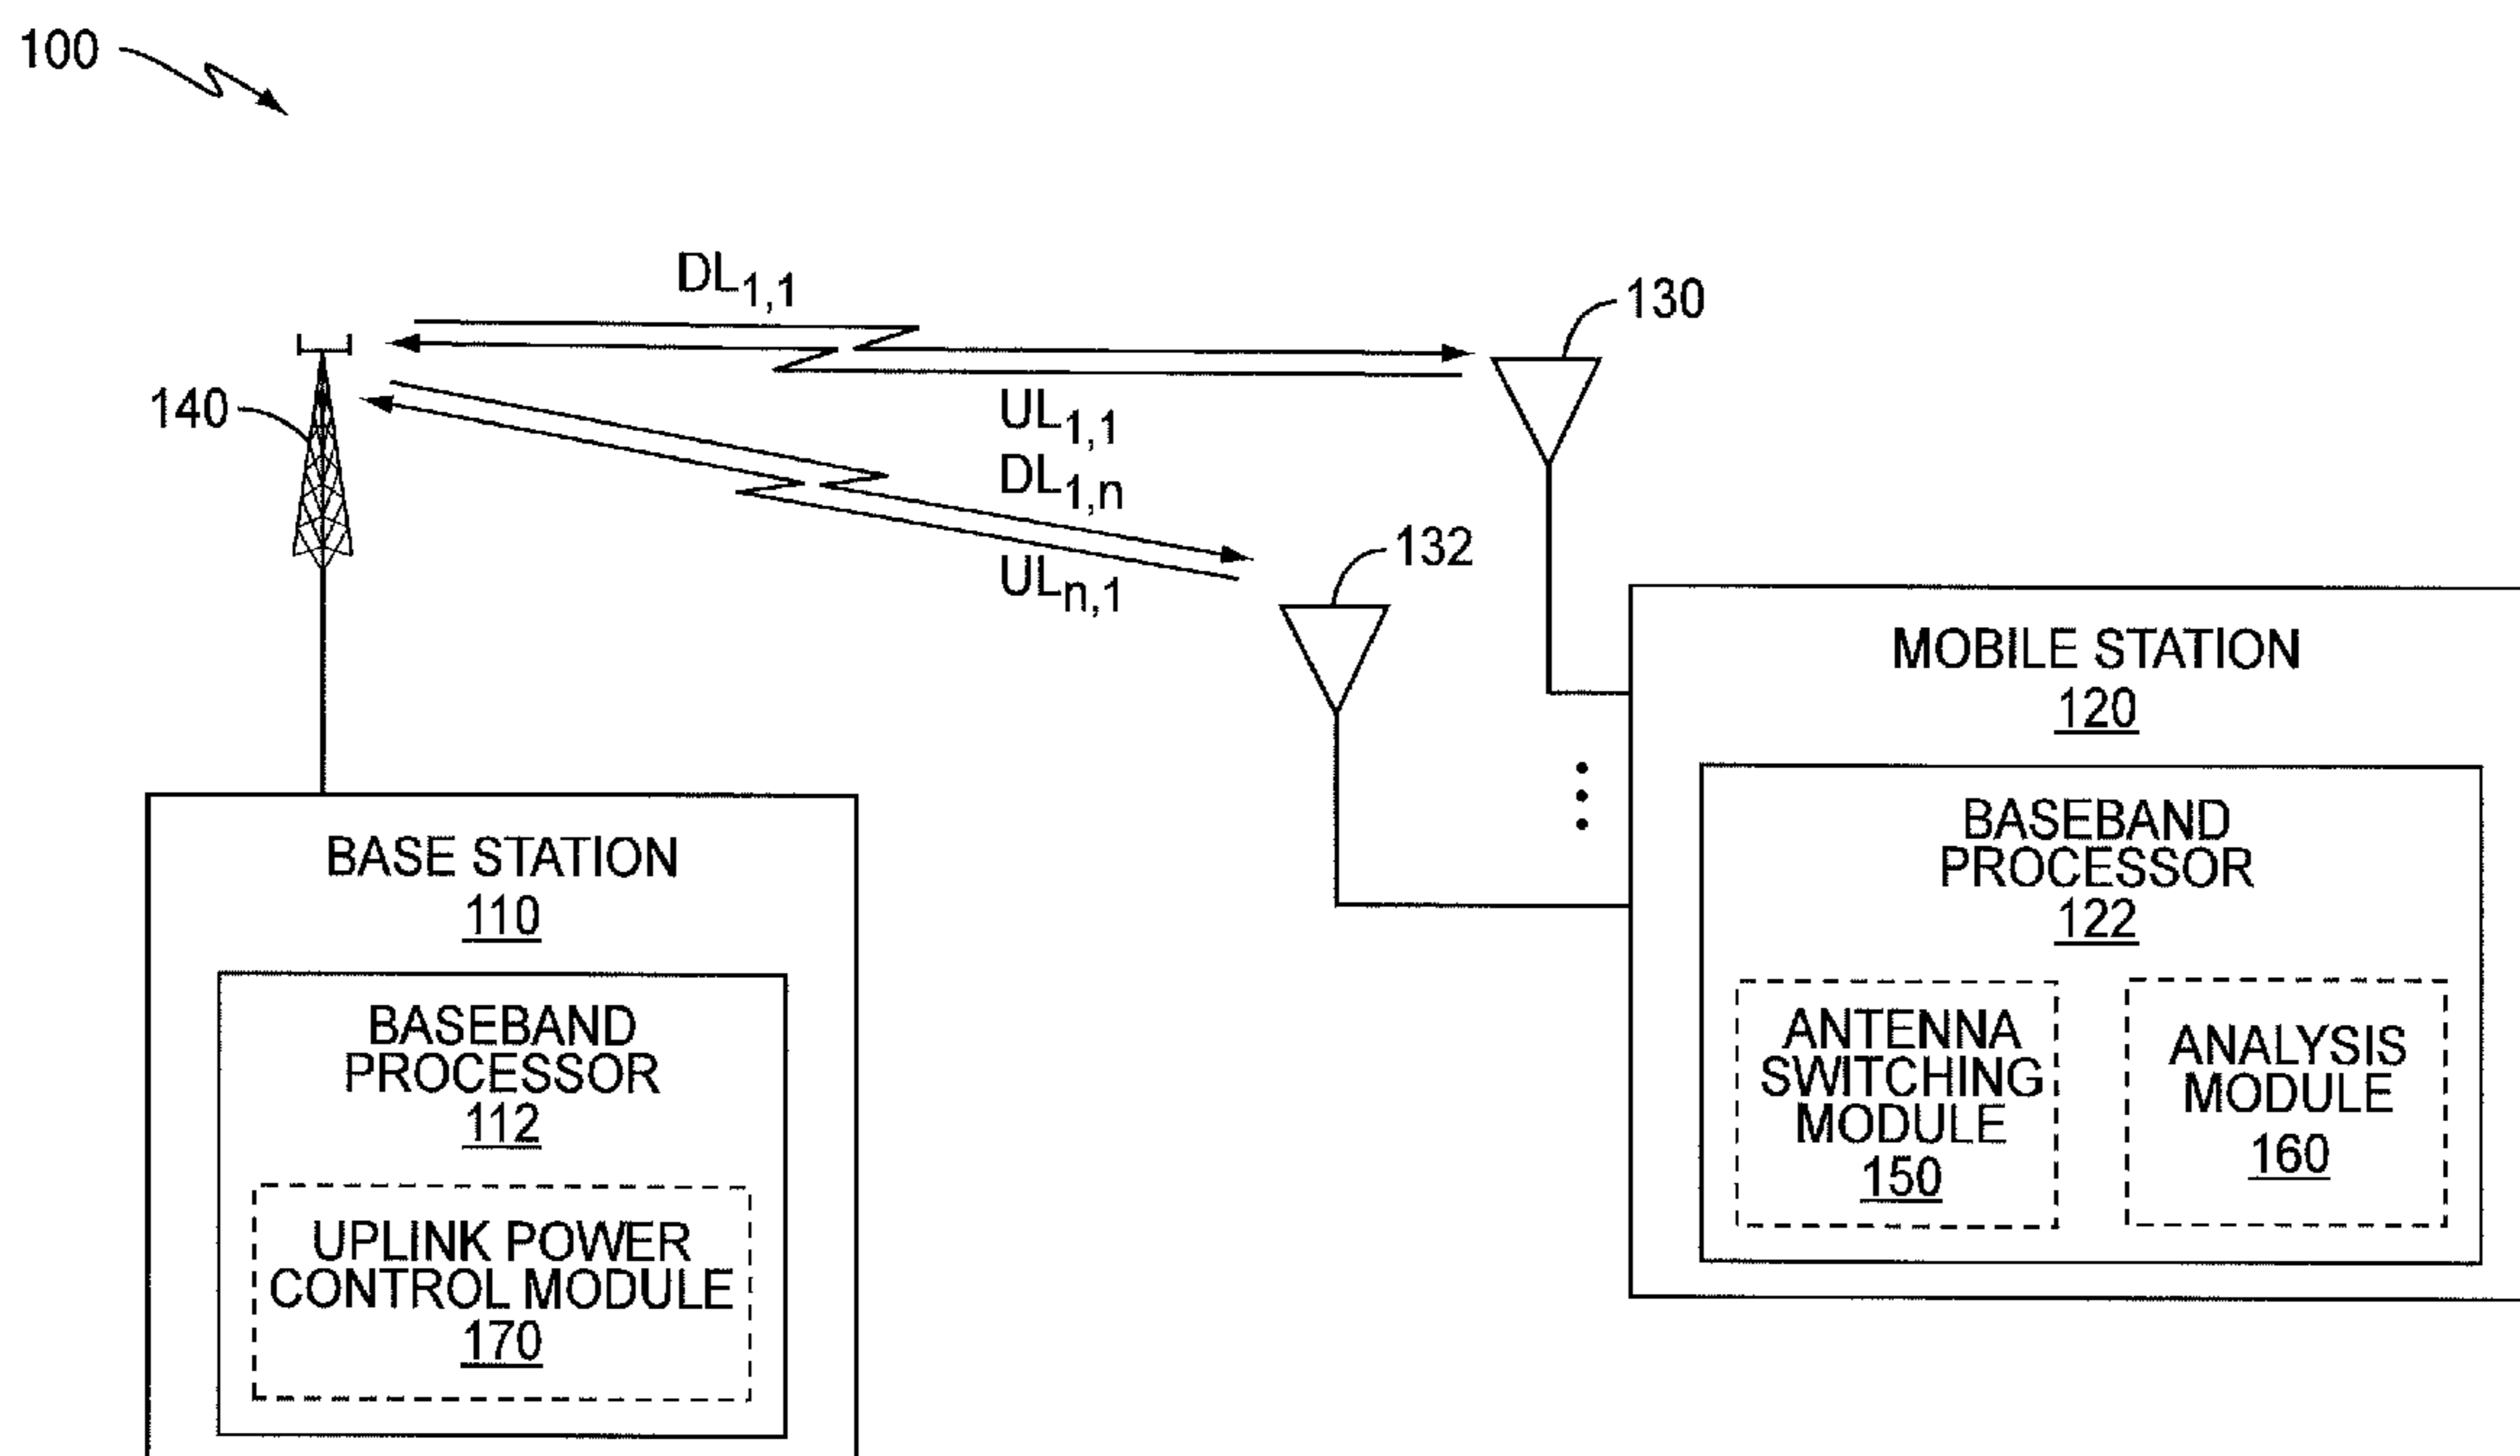 100
DL1,1
130
140
UL1,1
DL1,n
132
ULn,1
MOBILE STATION
120
BASEBAND
PROCESSOR
122
ANTENNA
SWITCHING
MODULE
150
ANALYSIS
MODULE
160
BASE STATION
110
BASEBAND
PROCESSOR
112
UPLINK POWER
CONTROL MODULE
170